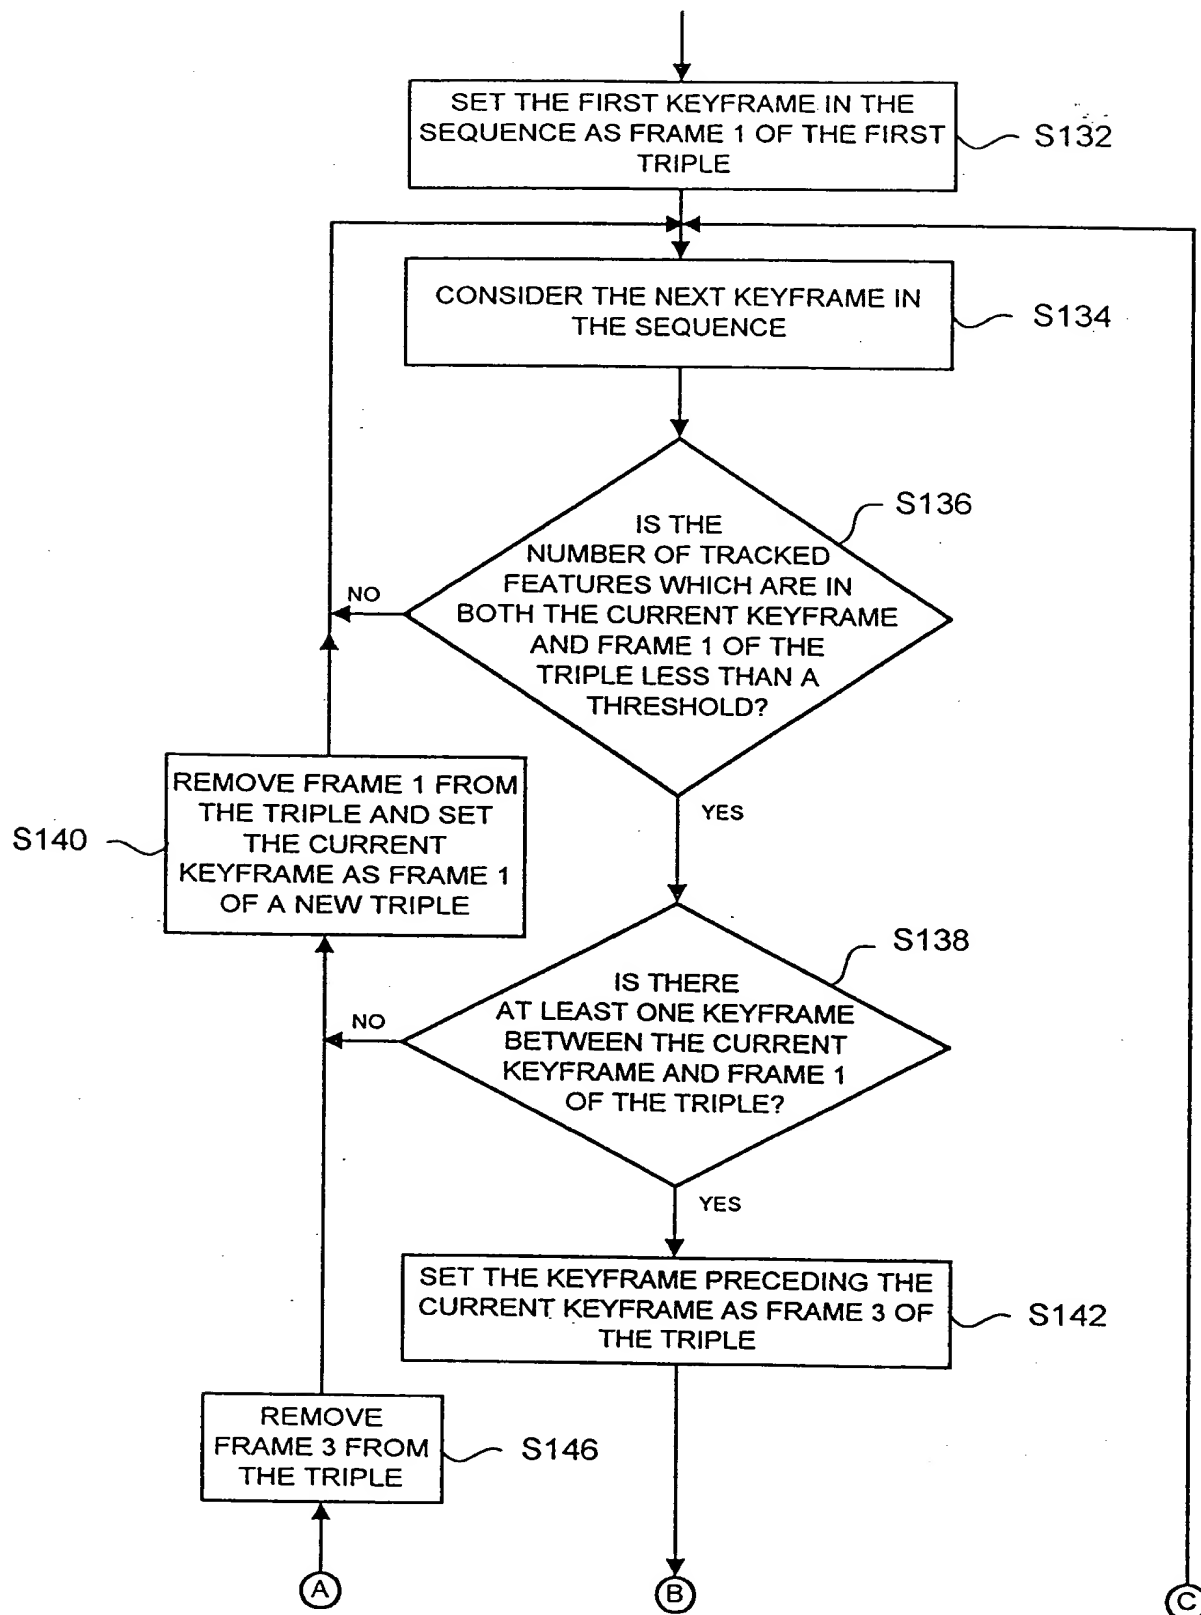 SET THE FIRST KEYFRAME IN THE
SEQUENCE AS FRAME 1 OF THE FIRST
TRIPLE
S132
CONSIDER THE NEXT KEYFRAME IN
THE SEQUENCE
S134
S136
IS THE
NUMBER OF TRACKED
FEATURES WHICH ARE IN
BOTH THE CURRENT KEYFRAME
AND FRAME 1 OF THE
TRIPLE LESS THAN A
THRESHOLD?
NO
YES
REMOVE FRAME 1 FROM
THE TRIPLE AND SET
THE CURRENT
KEYFRAME AS FRAME 1
OF A NEW TRIPLE
S140
S138
IS THERE
AT LEAST ONE KEYFRAME
BETWEEN THE CURRENT
KEYFRAME AND FRAME 1
OF THE TRIPLE?
NO
YES
SET THE KEYFRAME PRECEDING THE
CURRENT KEYFRAME AS FRAME 3 OF
THE TRIPLE
S142
REMOVE
FRAME 3 FROM
THE TRIPLE
S146
A
B
C